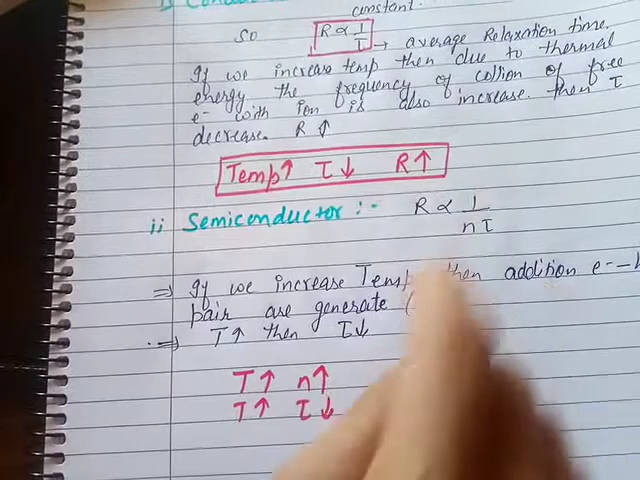 constant.
so R ∝ 1/τ → average Relaxation time.
If we increase temp then due to thermal
energy the frequency of collion of free
e⁻ with ion is also increase. then τ
decrease R ↑
Temp↑ τ↓ R↑
ii Semiconductor :- R ∝ 1/nτ
⇒ If we increase Temp then addition e⁻-
pair are generate (
⇒ T↑ then τ↓
T↑ n↑
T↑ τ↓